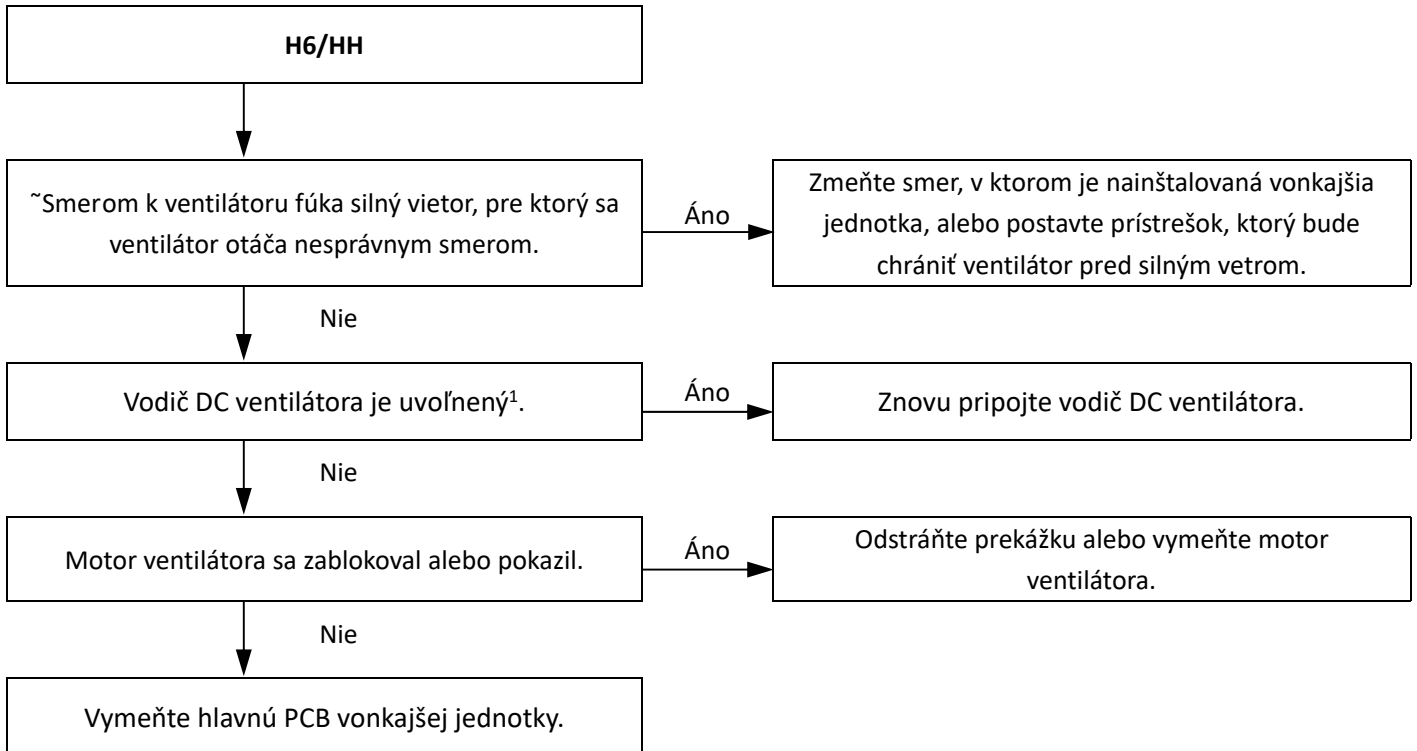 H6/HH
˜Smerom k ventilátoru fúka silný vietor, pre ktorý sa
ventilátor otáča nesprávnym smerom.
Áno
Zmeňte smer, v ktorom je nainštalovaná vonkajšia
jednotka, alebo postavte prístrešok, ktorý bude
chrániť ventilátor pred silným vetrom.
Nie
Vodič DC ventilátora je uvoľnený¹.
Áno
Znovu pripojte vodič DC ventilátora.
Nie
Motor ventilátora sa zablokoval alebo pokazil.
Áno
Odstráňte prekážku alebo vymeňte motor
ventilátora.
Nie
Vymeňte hlavnú PCB vonkajšej jednotky.